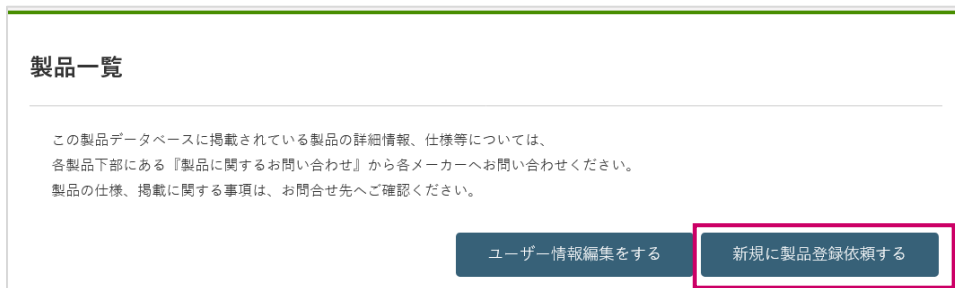 製品一覧
この製品データベースに掲載されている製品の詳細情報、仕様等については、
各製品下部にある『製品に関するお問い合わせ』から各メーカーへお問い合わせください。
製品の仕様、掲載に関する事項は、お問合せ先へご確認ください。
ユーザー情報編集をする
新規に製品登録依頼する